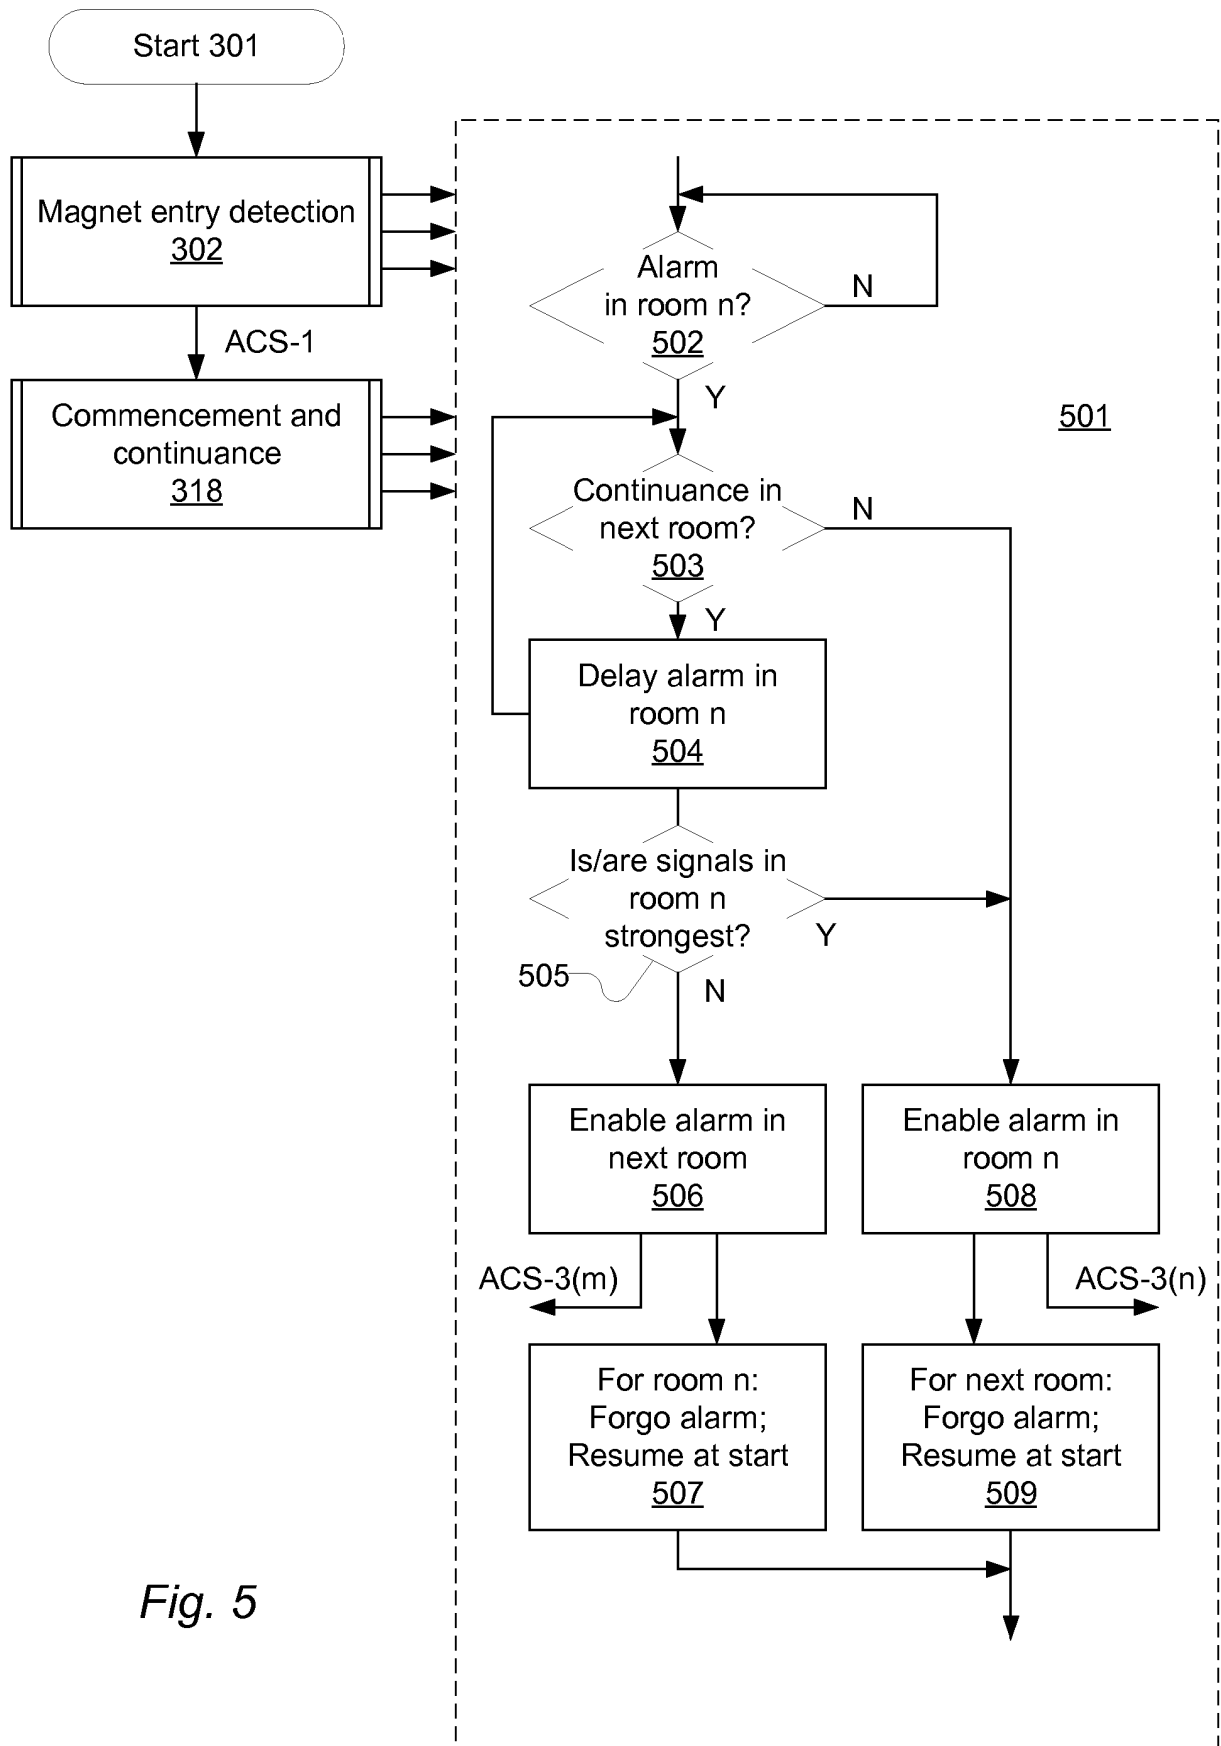 Start 301
Magnet entry detection
302
ACS-1
Commencement and
continuance
318
501
Alarm
in room n?
502
N
Y
Continuance in
next room?
503
N
Y
Delay alarm in
room n
504
Is/are signals in
room n
strongest?
505
Y
N
Enable alarm in
next room
506
Enable alarm in
room n
508
ACS-3(m)
ACS-3(n)
For room n:
Forgo alarm;
Resume at start
507
For next room:
Forgo alarm;
Resume at start
509
Fig. 5